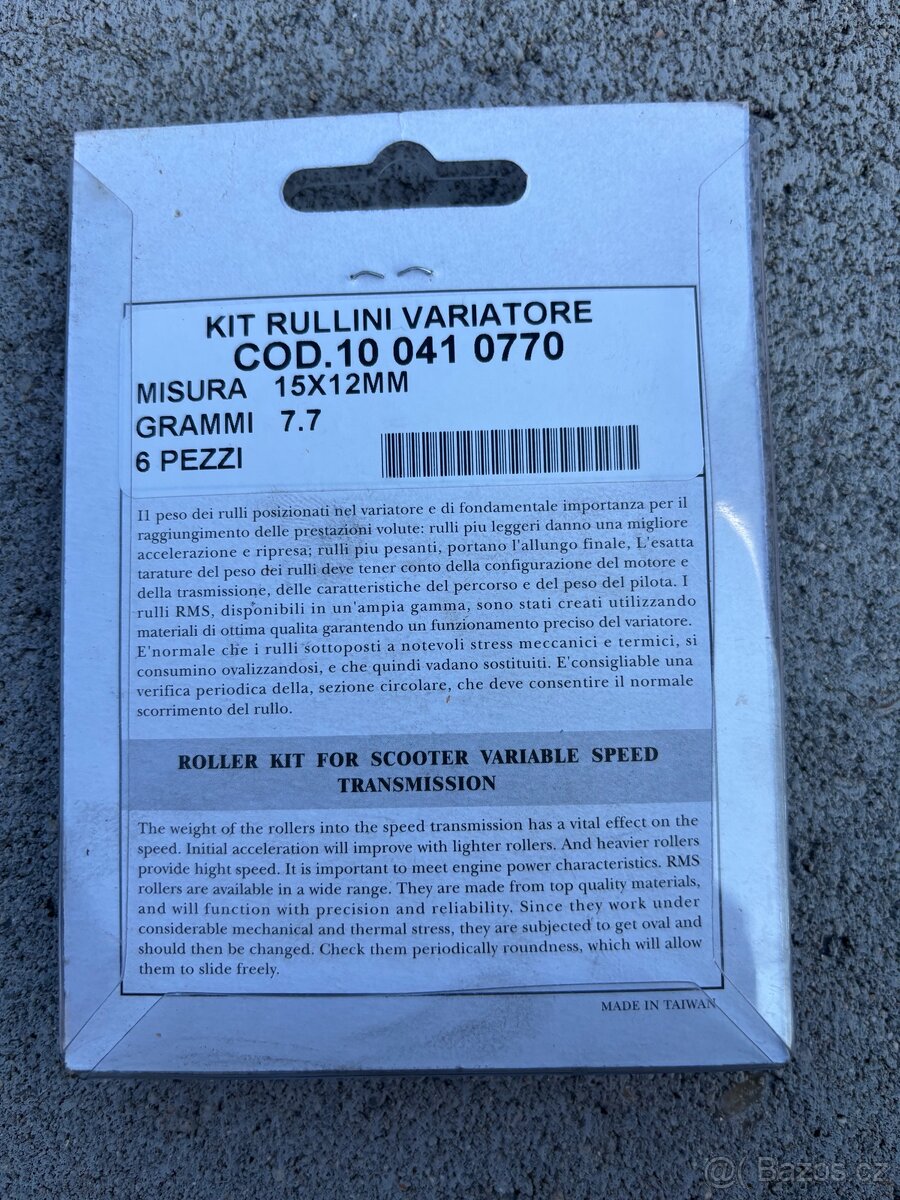 KIT RULLINI VARIATORE
COD.10 041 0770
MISURA 15X12MM
GRAMMI 7.7
6 PEZZI
I1 peso dei rulli posizionati nel variatore e di fondamentale importanza per il
raggiungimento delle prestazioni volute: rulli piu leggeri danno una migliore
accelerazione e ripresa; rulli piu pesanti, portano l'allungo finale, L'esatta
tarature del peso dei rulli deve tener conto della configurazione del motore e
della trasmissione, delle caratteristiche del percorso e del peso del pilota. I
rulli RMS, disponibili in un'ampia gamma, sono stati creati utilizzando
materiali di ottima qualita garantendo un funzionamento preciso del variatore.
E'normale che i rulli sottoposti a notevoli stress meccanici e termici, si
consumino ovalizzandosi, e che quindi vadano sostituiti. E'consigliable una
verifica periodica della, sezione circolare, che deve consentire il normale
scorrimento del rullo.
ROLLER KIT FOR SCOOTER VARIABLE SPEED
TRANSMISSION
The weight of the rollers into the speed transmission has a vital effect on the
speed. Initial acceleration will improve with lighter rollers. And heavier rollers
provide hight speed. It is important to meet engine power characteristics. RMS
rollers are available in a wide range. They are made from top quality materials,
and will function with precision and reliability. Since they work under
considerable mechanical and thermal stress, they are subjected to get oval and
should then be changed. Check them periodically roundness, which will allow
them to slide freely.
MADE IN TAIWAN
@ Bazos.cz